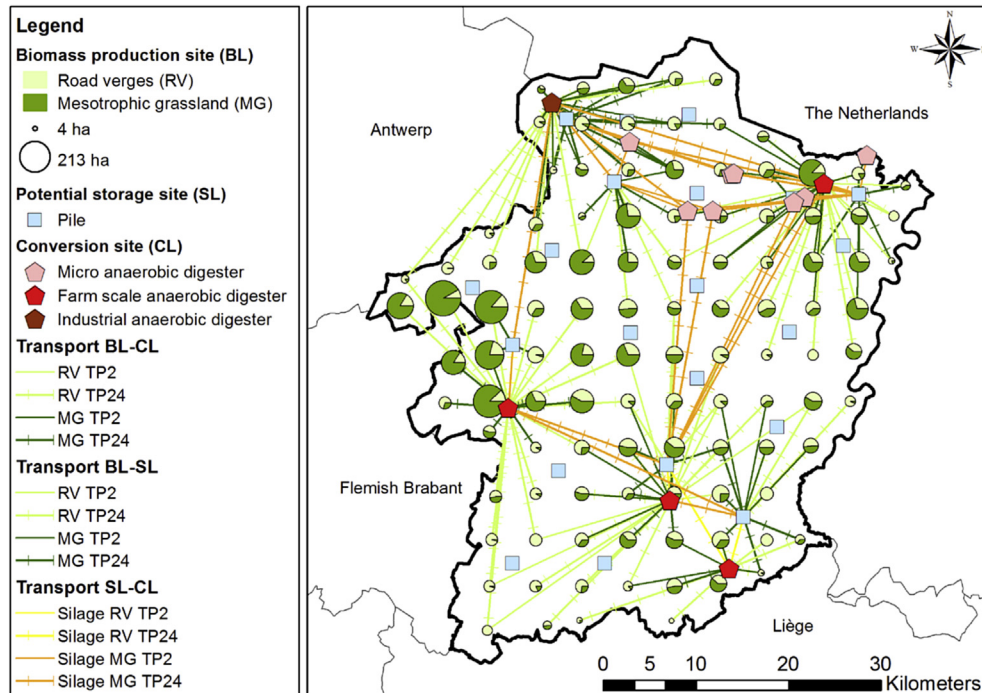 Legend
Biomass production site (BL)
Road verges (RV)
Mesotrophic grassland (MG)
4 ha
213 ha
Potential storage site (SL)
Pile
Conversion site (CL)
Micro anaerobic digester
Farm scale anaerobic digester
Industrial anaerobic digester
Transport BL-CL
RV TP2
RV TP24
MG TP2
MG TP24
Transport BL-SL
RV TP2
RV TP24
MG TP2
MG TP24
Transport SL-CL
Silage RV TP2
Silage RV TP24
Silage MG TP2
Silage MG TP24
N
W
E
S
Antwerp
The Netherlands
Flemish Brabant
Liège
0 5 10 20 30
Kilometers